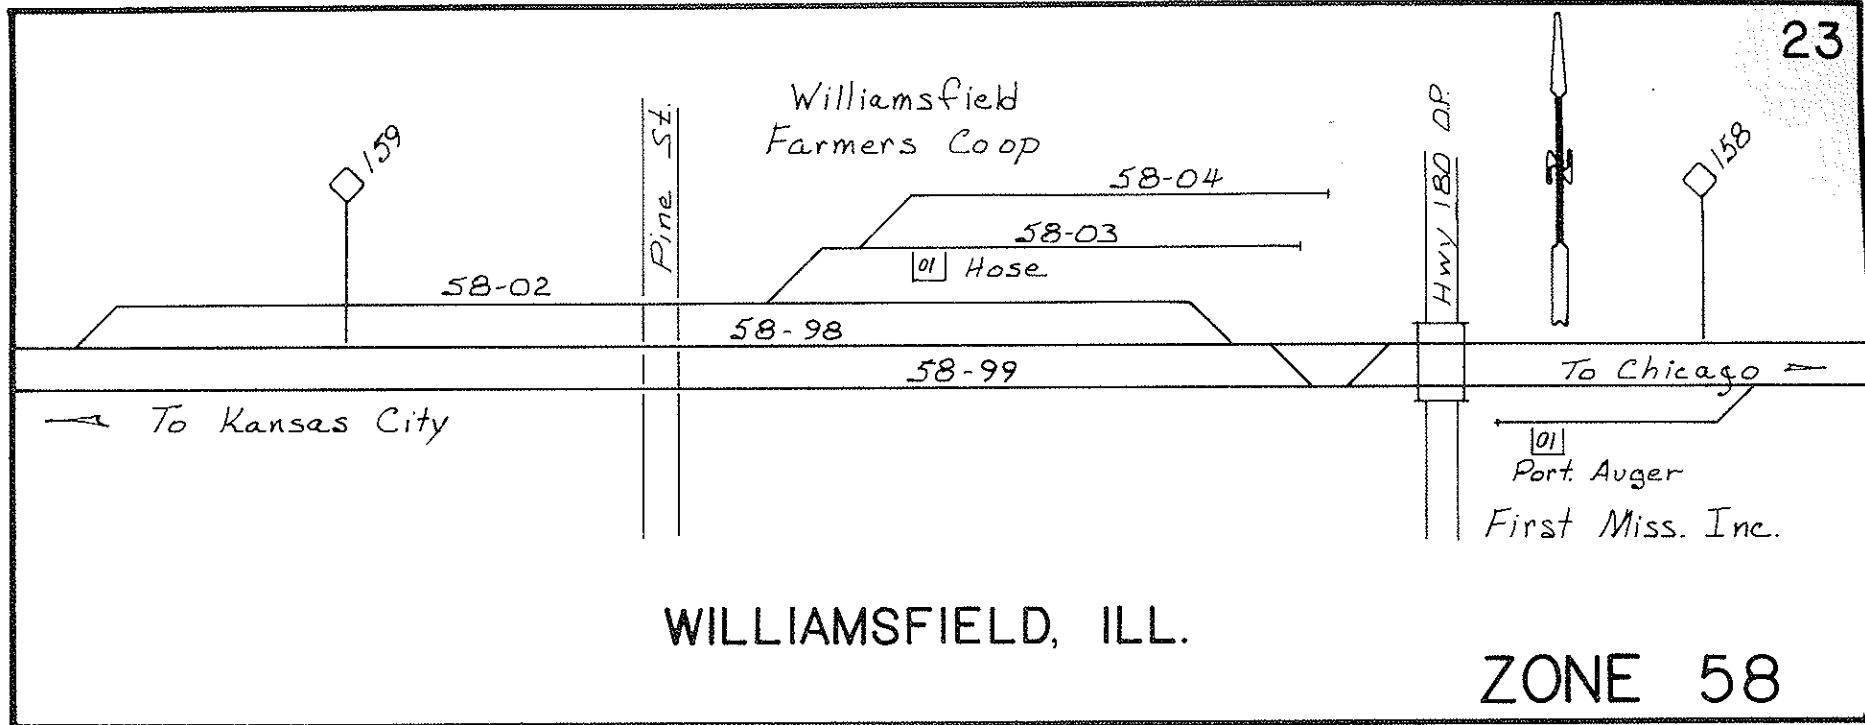 23
159
Pine St.
Williamsfield
Farmers Coop
Hwy 180 O.P.
N
158
58-04
58-03
01 Hose
58-02
58-98
58-99
To Chicago
To Kansas City
01
Port. Auger
First Miss. Inc.
WILLIAMSFIELD, ILL.
ZONE 58